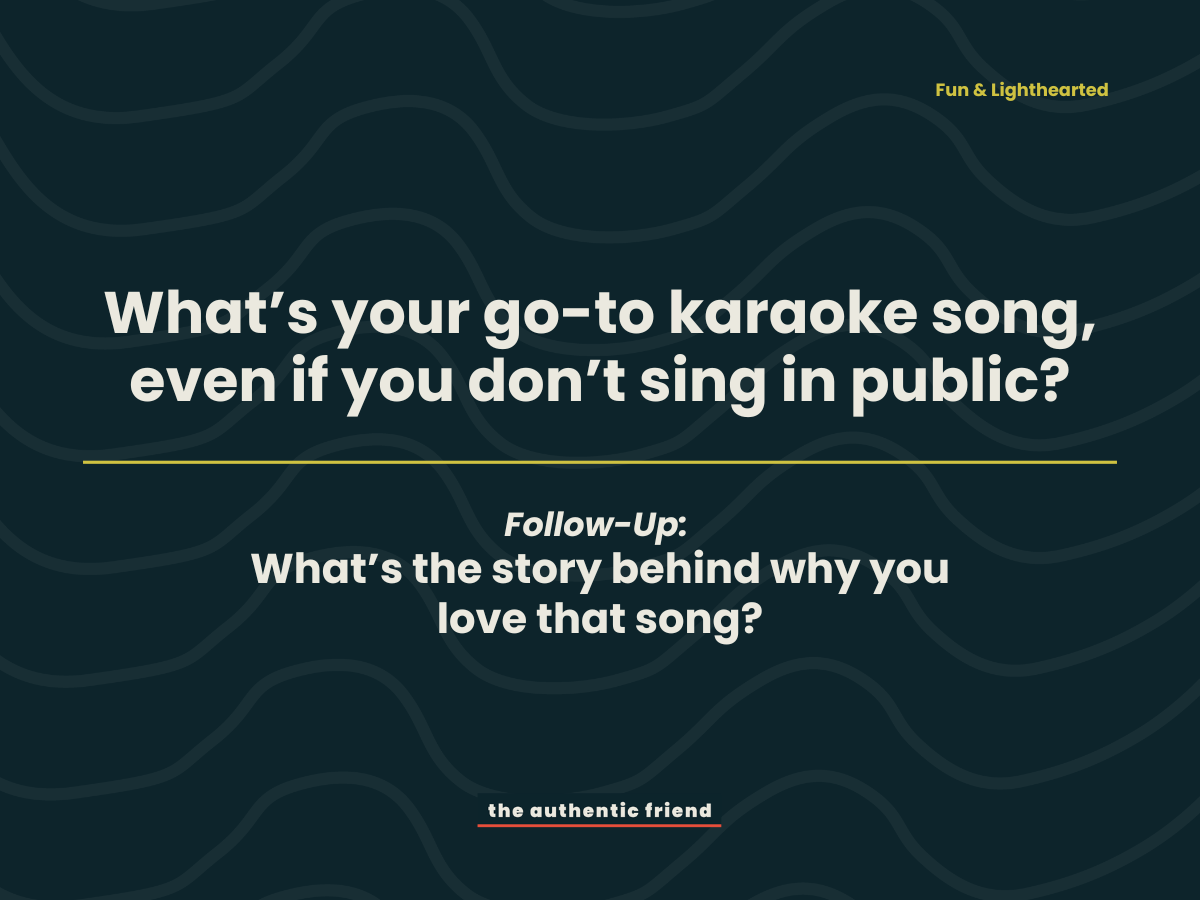 Fun & Lighthearted
What’s your go-to karaoke song,
even if you don’t sing in public?
Follow-Up:
What’s the story behind why you
love that song?
the authentic friend